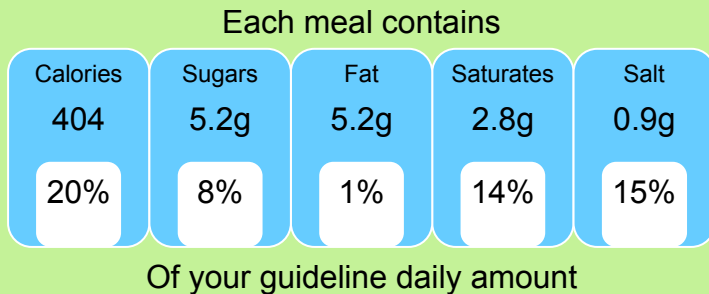 Each meal contains
Calories Sugars Fat Saturates Salt
404 5.2g 5.2g 2.8g 0.9g
20% 8% 1% 14% 15%
Of your guideline daily amount